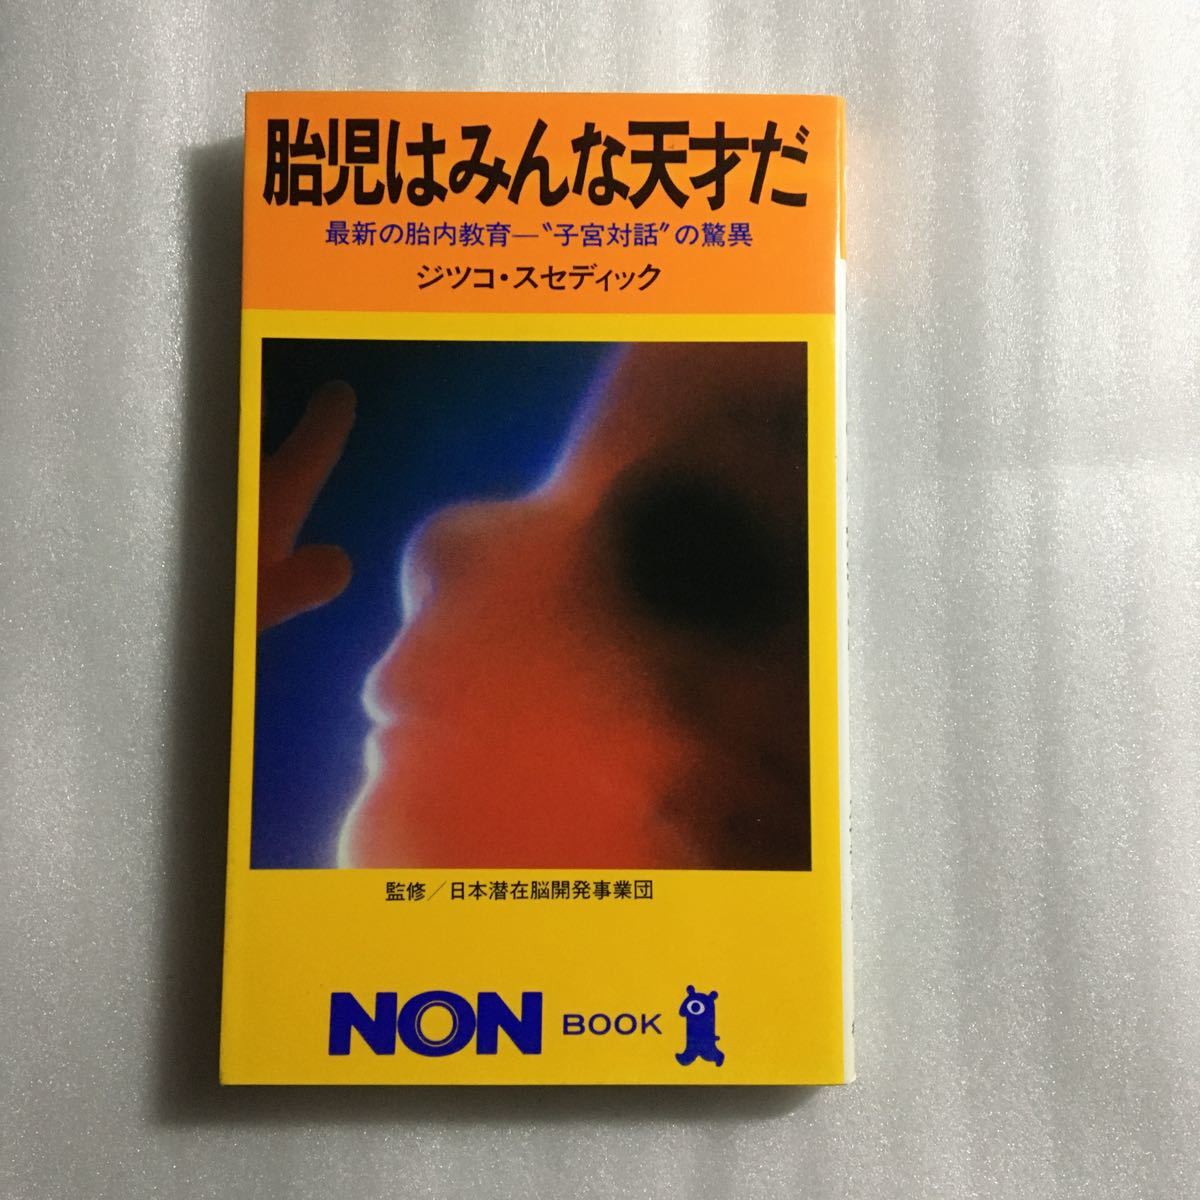 胎児はみんな天才だ
最新の胎内教育―〝子宮対話〟の驚異
ジツコ・スセディック
監修／日本潜在脳開発事業団
NON BOOK